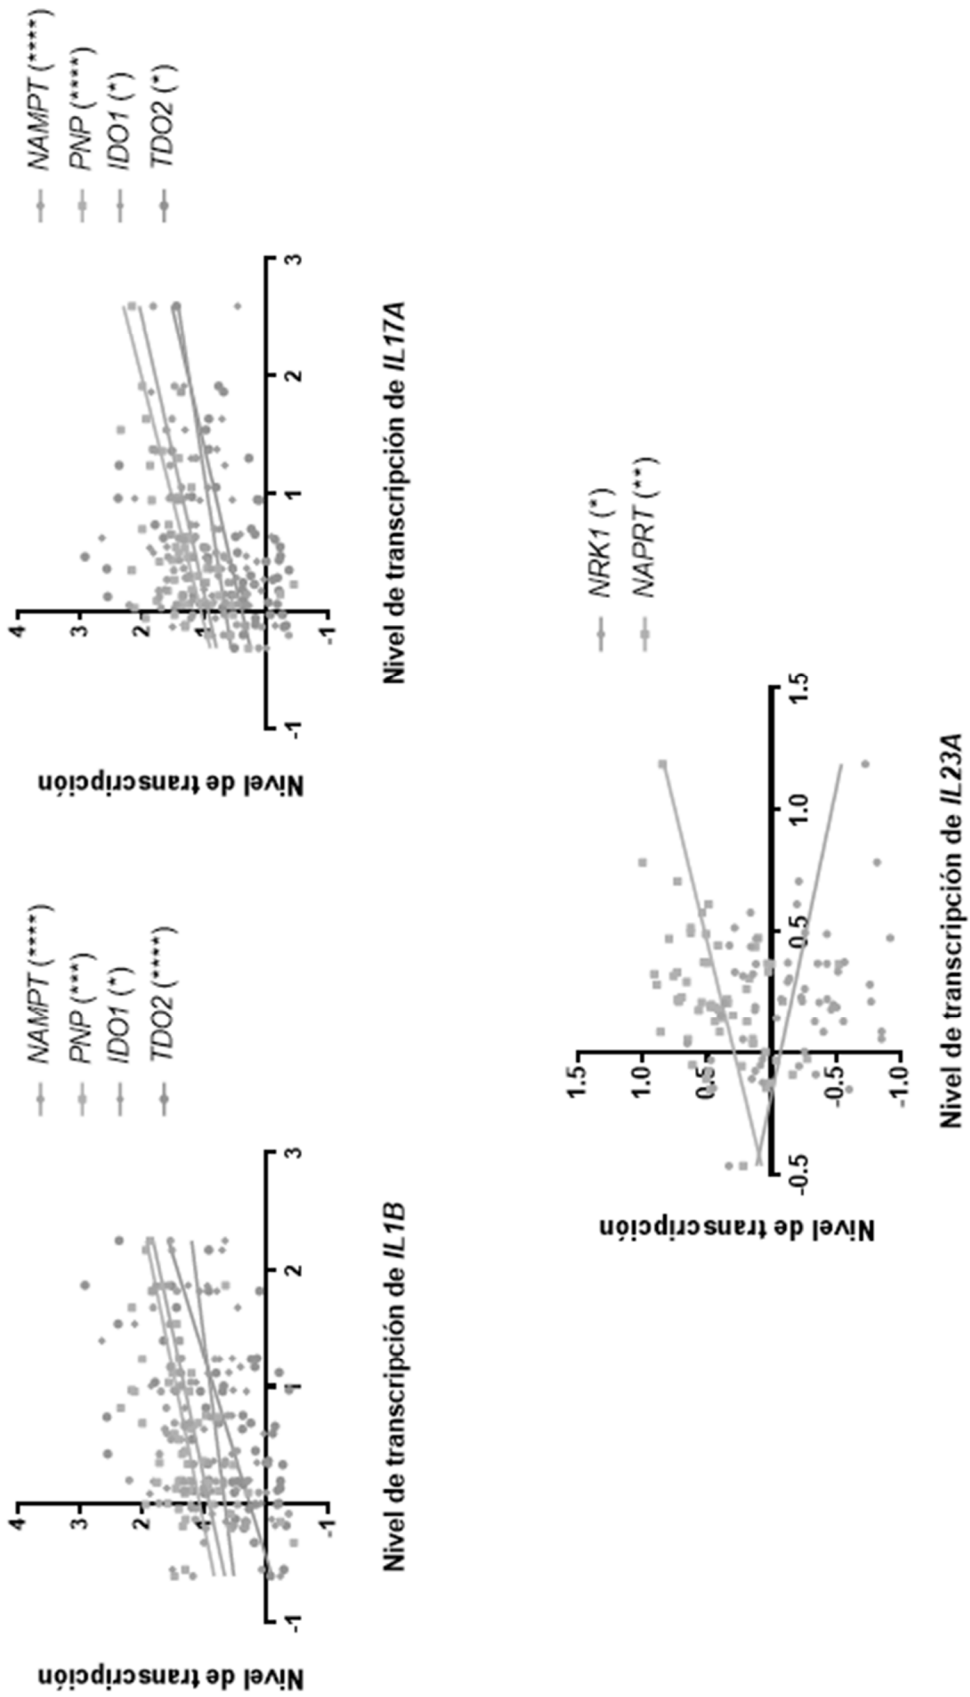 Nivel de transcripción
4
3
2
1
-1
-1
1
2
3
Nivel de transcripción de IL1B
NAMPT (****)
PNP (***)
IDO1 (*)
TDO2 (****)
Nivel de transcripción
4
3
2
1
-1
-1
1
2
3
Nivel de transcripción de IL17A
NAMPT (****)
PNP (****)
IDO1 (*)
TDO2 (*)
Nivel de transcripción
1.5
1.0
0.5
-0.5
-1.0
-0.5
0.5
1.0
1.5
Nivel de transcripción de IL23A
NRK1 (*)
NAPRT (**)